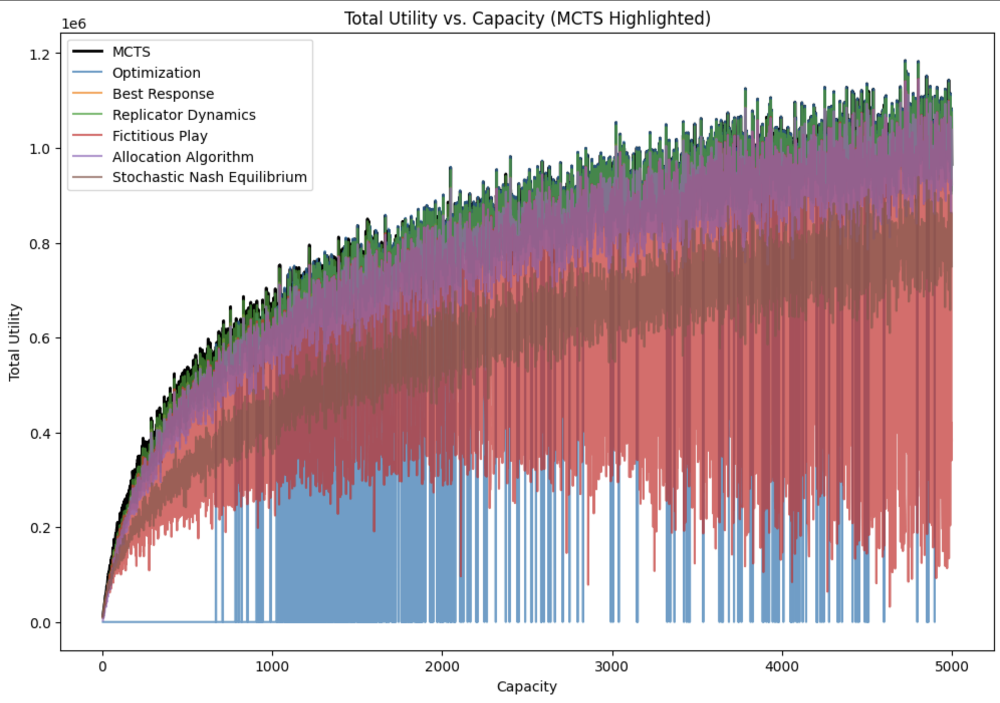 Total Utility vs. Capacity (MCTS Highlighted)
1e6
MCTS
Optimization
Best Response
Replicator Dynamics
Fictitious Play
Allocation Algorithm
Stochastic Nash Equilibrium
1.2
1.0
0.8
0.6
0.4
0.2
0.0
Total Utility
0 1000 2000 3000 4000 5000
Capacity